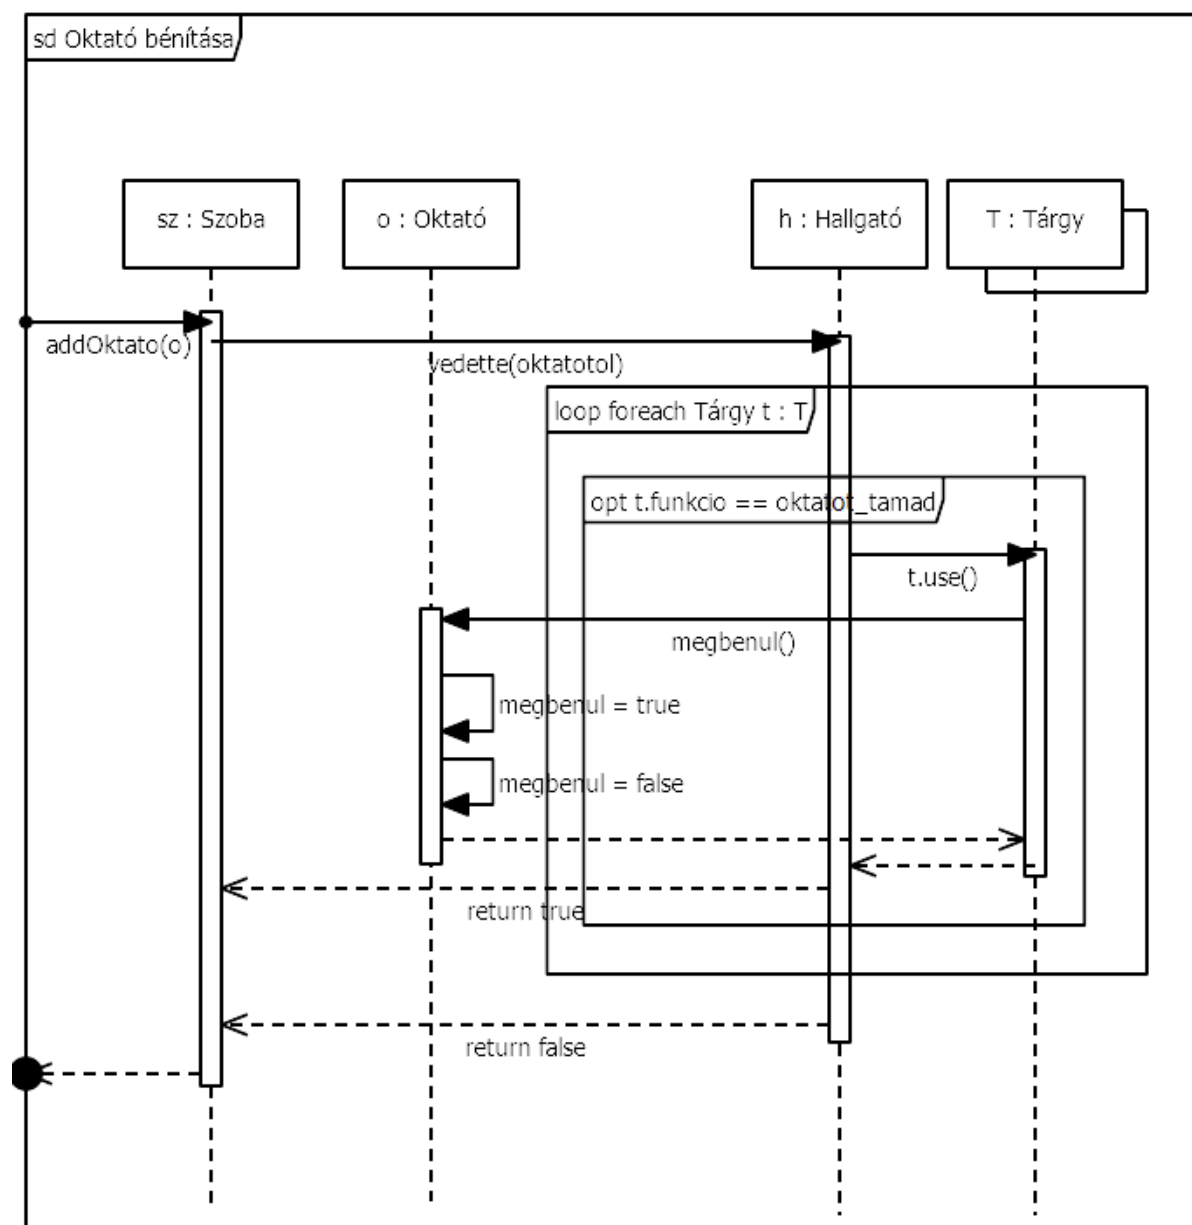 sd Oktató bénítása
sz : Szoba
o : Oktató
h : Hallgató
T : Tárgy
addOktato(o)
vedette(oktatotol)
loop foreach Tárgy t : T
opt t.funkcio == oktatot_tamad
t.use()
megbenul()
megbenul = true
megbenul = false
return true
return false